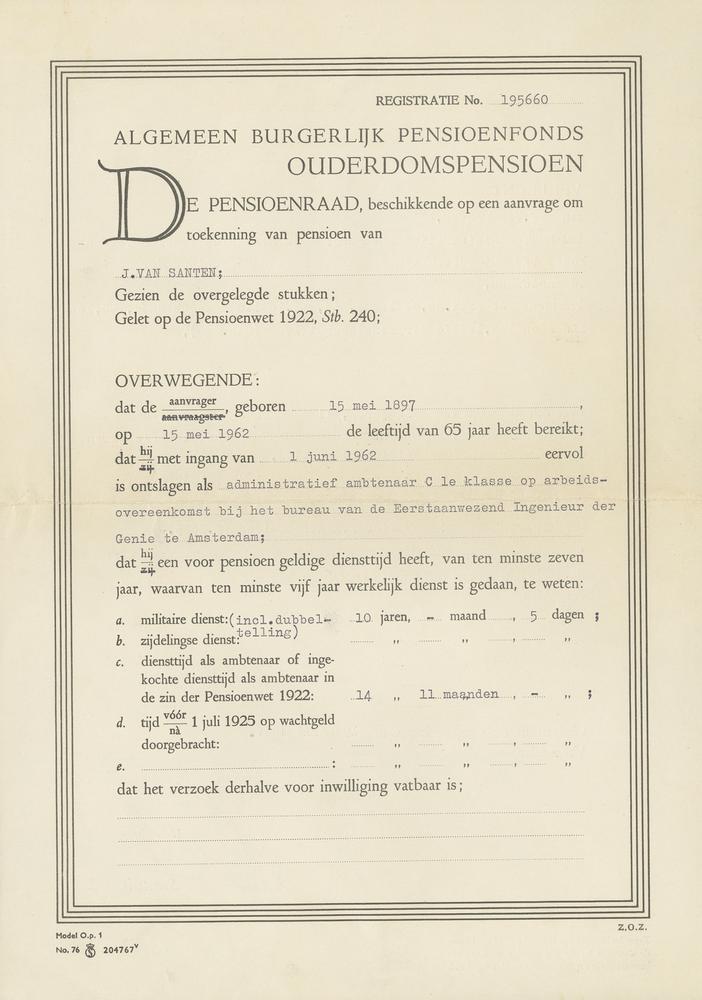 REGISTRATIE No. 195660
ALGEMEEN BURGERLIJK PENSIOENFONDS
OUDERDOMSPENSIOEN
DE PENSIOENRAAD, beschikkende op een aanvrage om
toekenning van pensioen van
J.VAN SANTEN;
Gezien de overgelegde stukken;
Gelet op de Pensioenwet 1922, Stb. 240;
OVERWEGENDE:
dat de aanvrager/aanvraagster, geboren 15 mei 1897,
op 15 mei 1962 de leeftijd van 65 jaar heeft bereikt;
dat hij/zij met ingang van 1 juni 1962 eervol
is ontslagen als administratief ambtenaar C 1e klasse op arbeids-
overeenkomst bij het bureau van de Eerstaanwezend Ingenieur der
Genie te Amsterdam;
dat hij/zij een voor pensioen geldige diensttijd heeft, van ten minste zeven
jaar, waarvan ten minste vijf jaar werkelijk dienst is gedaan, te weten:
a. militaire dienst:(incl.dubbel- 10 jaren, - maand, 5 dagen;
telling)
b. zijdelingse dienst: „ „ , „
c. diensttijd als ambtenaar of inge-
kochte diensttijd als ambtenaar in
de zin der Pensioenwet 1922: 14 „ 11 maanden, - „ ;
d. tijd vóór/nà 1 juli 1925 op wachtgeld
doorgebracht: „ „ , „
e. : „ „ , „
dat het verzoek derhalve voor inwilliging vatbaar is;
Z.O.Z.
Model O.p. 1
No. 76 204767V